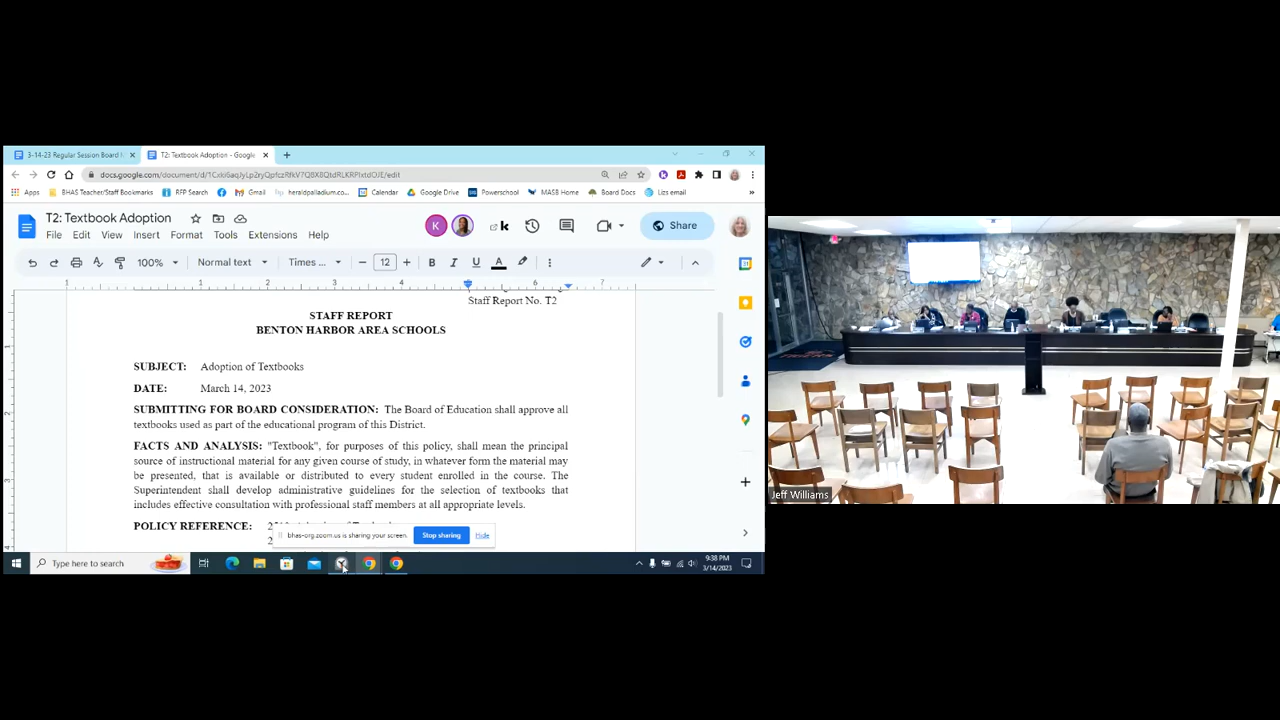 3-14-23 Regular Session Board
T2: Textbook Adoption - Google
docs.google.com/document/d/
/edit
Apps
BHAS Teacher/Staff Bookmarks
RFP Search
Gmail
heraldpalladium.co...
Calendar
Google Drive
Powerschool
MASB Home
Board Docs
Lizs email
T2: Textbook Adoption
File Edit View Insert Format Tools Extensions Help
K
k
Share
100%
Normal text
Times ...
12
B I U A
1 1 2 3 4 5 6 7
Staff Report No. T2
STAFF REPORT
BENTON HARBOR AREA SCHOOLS
SUBJECT: Adoption of Textbooks
DATE: March 14, 2023
SUBMITTING FOR BOARD CONSIDERATION: The Board of Education shall approve all
textbooks used as part of the educational program of this District.
FACTS AND ANALYSIS: "Textbook", for purposes of this policy, shall mean the principal
source of instructional material for any given course of study, in whatever form the material may
be presented, that is available or distributed to every student enrolled in the course. The
Superintendent shall develop administrative guidelines for the selection of textbooks that
includes effective consultation with professional staff members at all appropriate levels.
POLICY REFERENCE:
bhas-org.zoom.us is sharing your screen.
Stop sharing
Hide
Type here to search
9:38 PM
3/14/2023
Jeff Williams